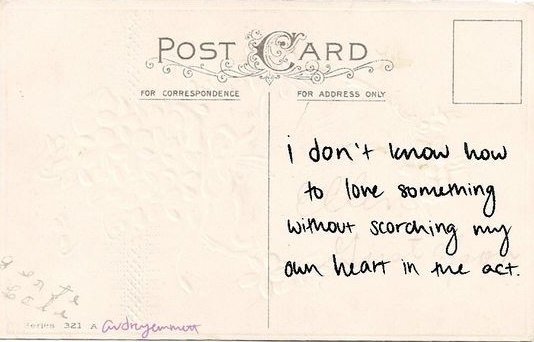 POST CARD
FOR CORRESPONDENCE
FOR ADDRESS ONLY
i don't know how
to love something
without scorching my
own heart in the act.
Series 321 A audreyemmett